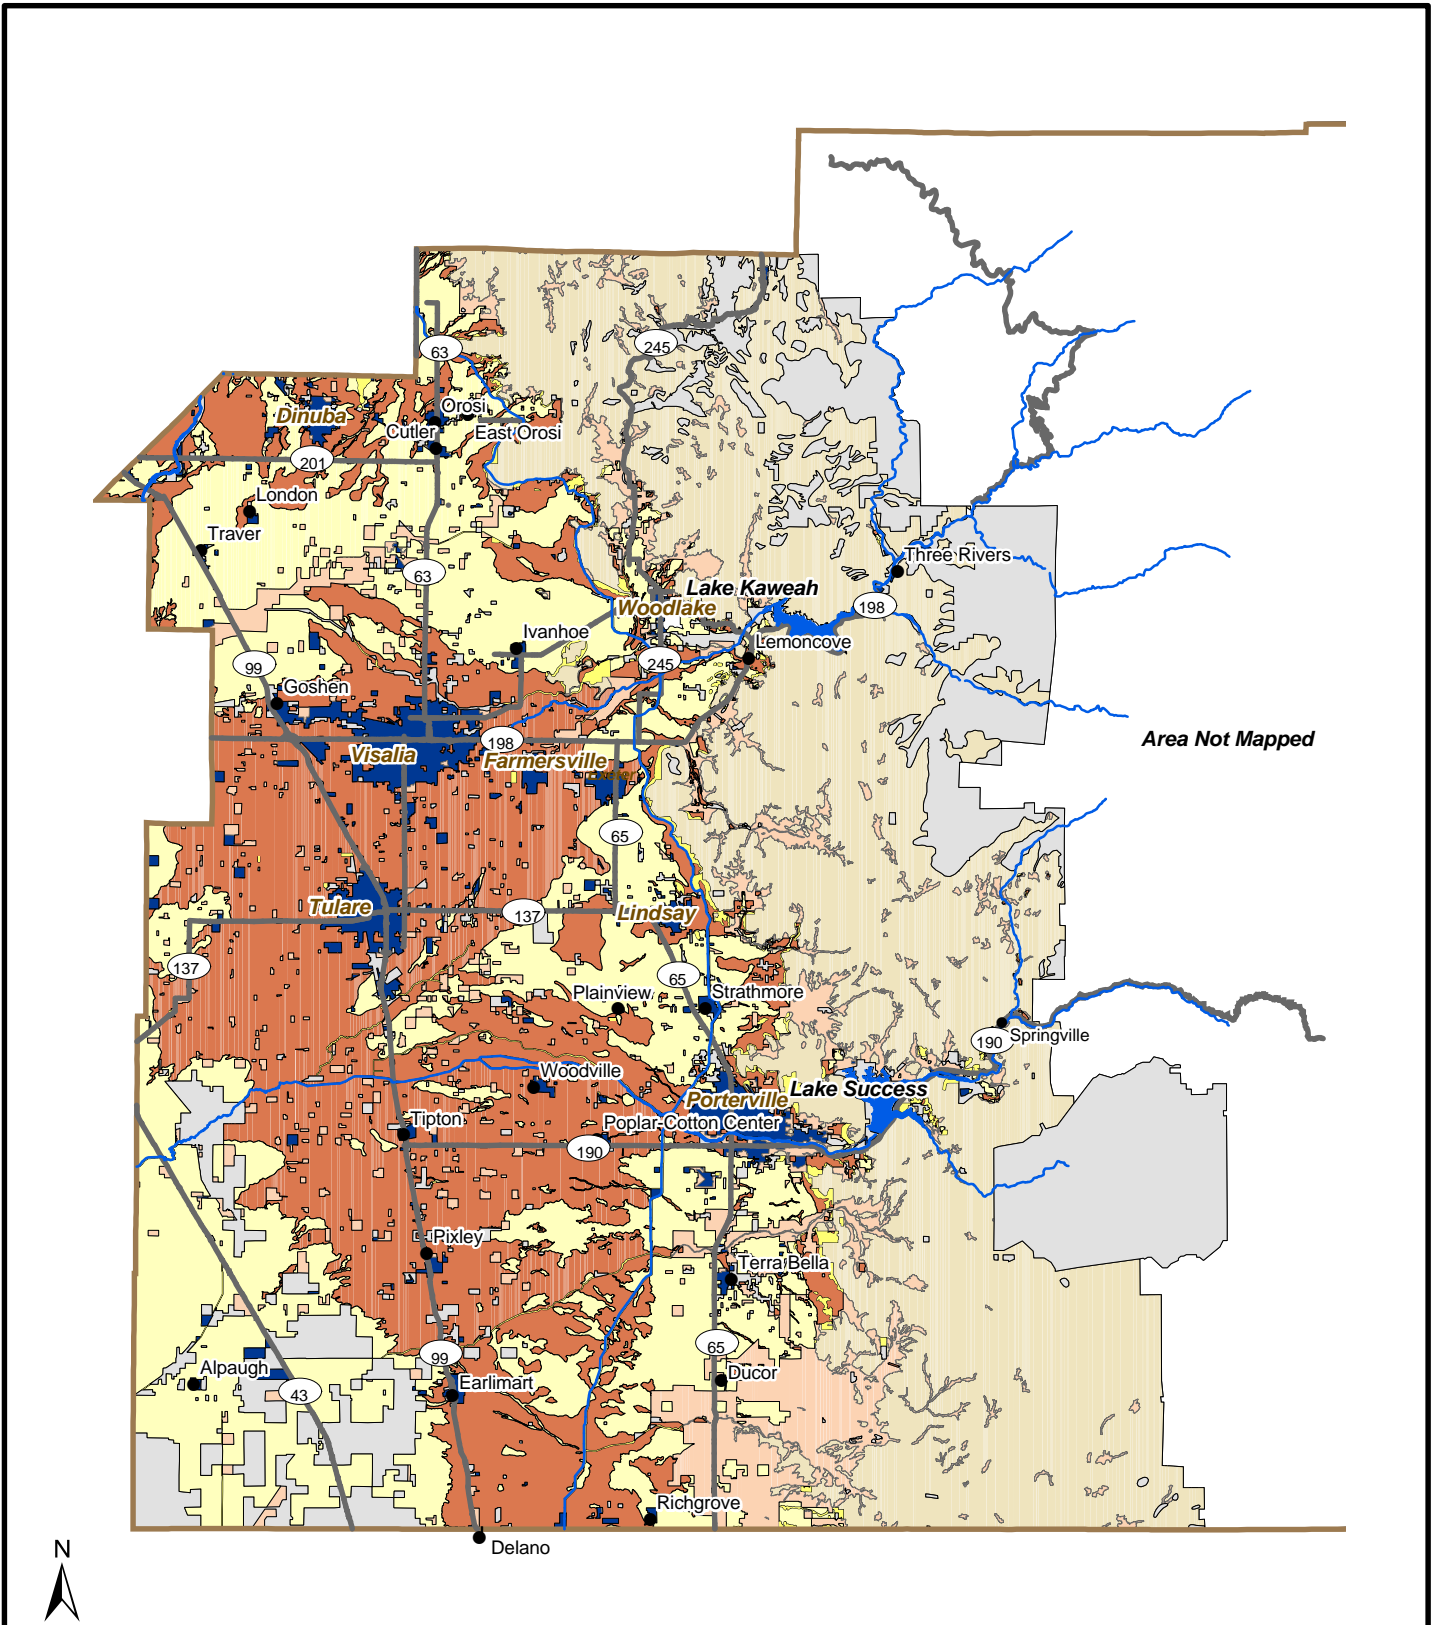 63
245
Dinuba
Orosi
Cutler
East Orosi
201
London
Traver
Three Rivers
63
Lake Kaweah
198
Woodlake
Ivanhoe
Lemoncove
245
99
Goshen
Area Not Mapped
198
Visalia
Farmersville
Exeter
65
Tulare
137
Lindsay
137
65
Plainview
Strathmore
Springville
190
Woodville
Lake Success
Porterville
Tipton
Poplar-Cotton Center
190
Pixley
Terra Bella
65
99
Alpaugh
Ducor
43
Earlimart
Richgrove
Delano
N